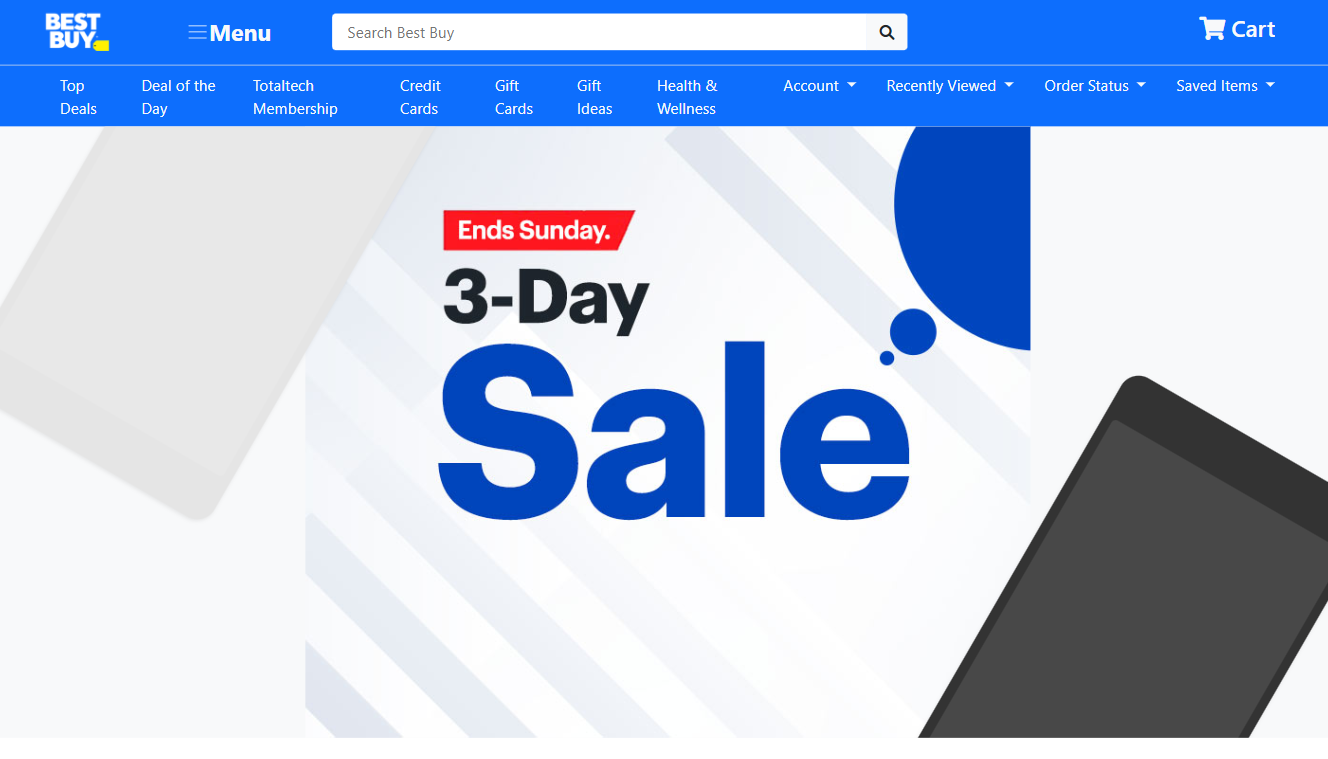 BEST
BUY
Menu
Search Best Buy
Cart
Top
Deals
Deal of the
Day
Totaltech
Membership
Credit
Cards
Gift
Cards
Gift
Ideas
Health &
Wellness
Account
Recently Viewed
Order Status
Saved Items
Ends Sunday.
3-Day
Sale